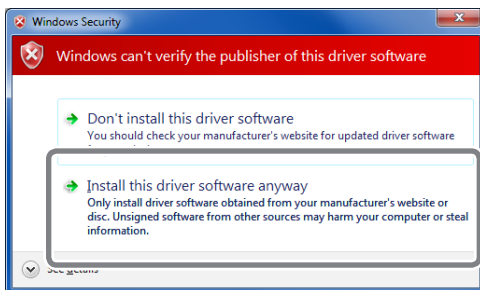 Windows Security
Windows can't verify the publisher of this driver software
Don't install this driver software
You should check your manufacturer's website for updated driver software
Install this driver software anyway
Only install driver software obtained from your manufacturer's website or
disc. Unsigned software from other sources may harm your computer or steal
information.
See details